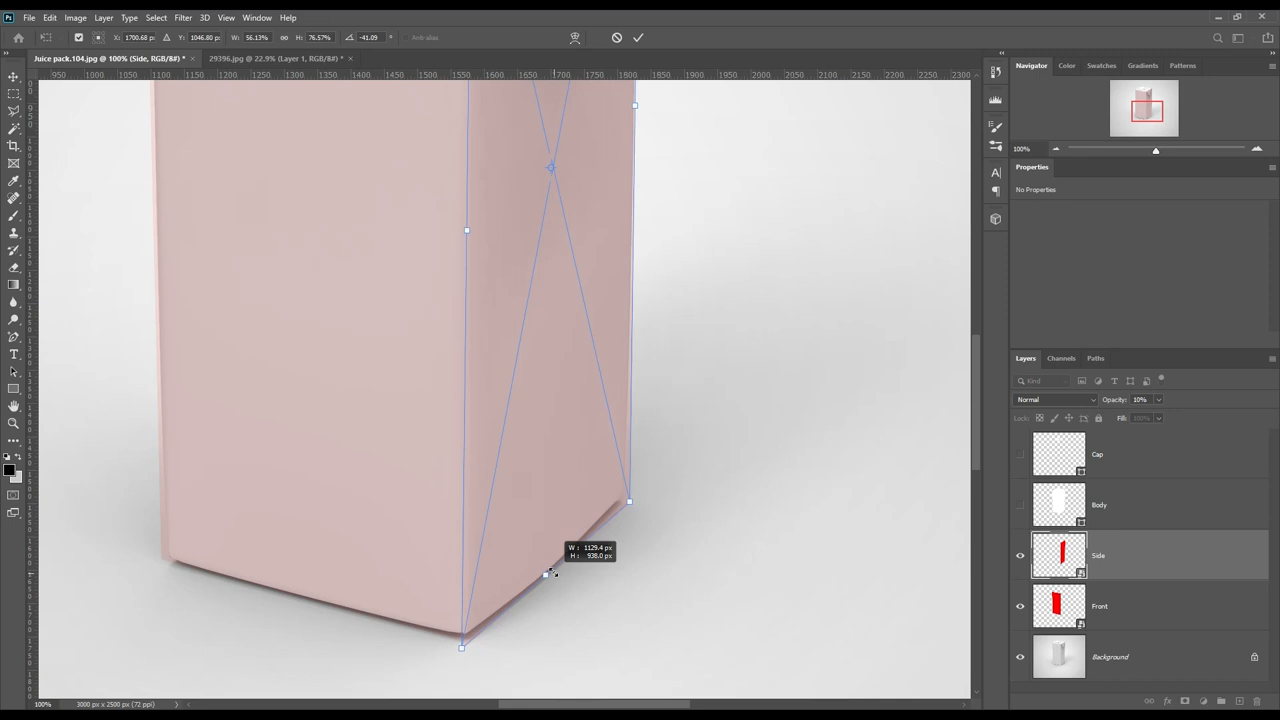 Ps File Edit Image Layer Type Select Filter 3D View Window Help
X: 1700.68 px Y: 1046.80 px W: 56.13% H: 76.57% -41.09 ° Anti-alias
Juice pack.104.jpg @ 100% (Side, RGB/8#) * × 29396.jpg @ 22.9% (Layer 1, RGB/8#) * ×
950 1000 1050 1100 1150 1200 1250 1300 1350 1400 1450 1500 1550 1600 1650 1700 1750 1800 1850 1900 1950 2000 2050 2100 2150 2200 2250 2300
Navigator Color Swatches Gradients Patterns
100%
Properties
No Properties
W: 1129.4 px
H: 938.0 px
Layers Channels Paths
Kind
Normal Opacity: 10%
Lock: Fill: 100%
Cap
Body
Side
Front
Background
100% 3000 px x 2500 px (72 ppi)